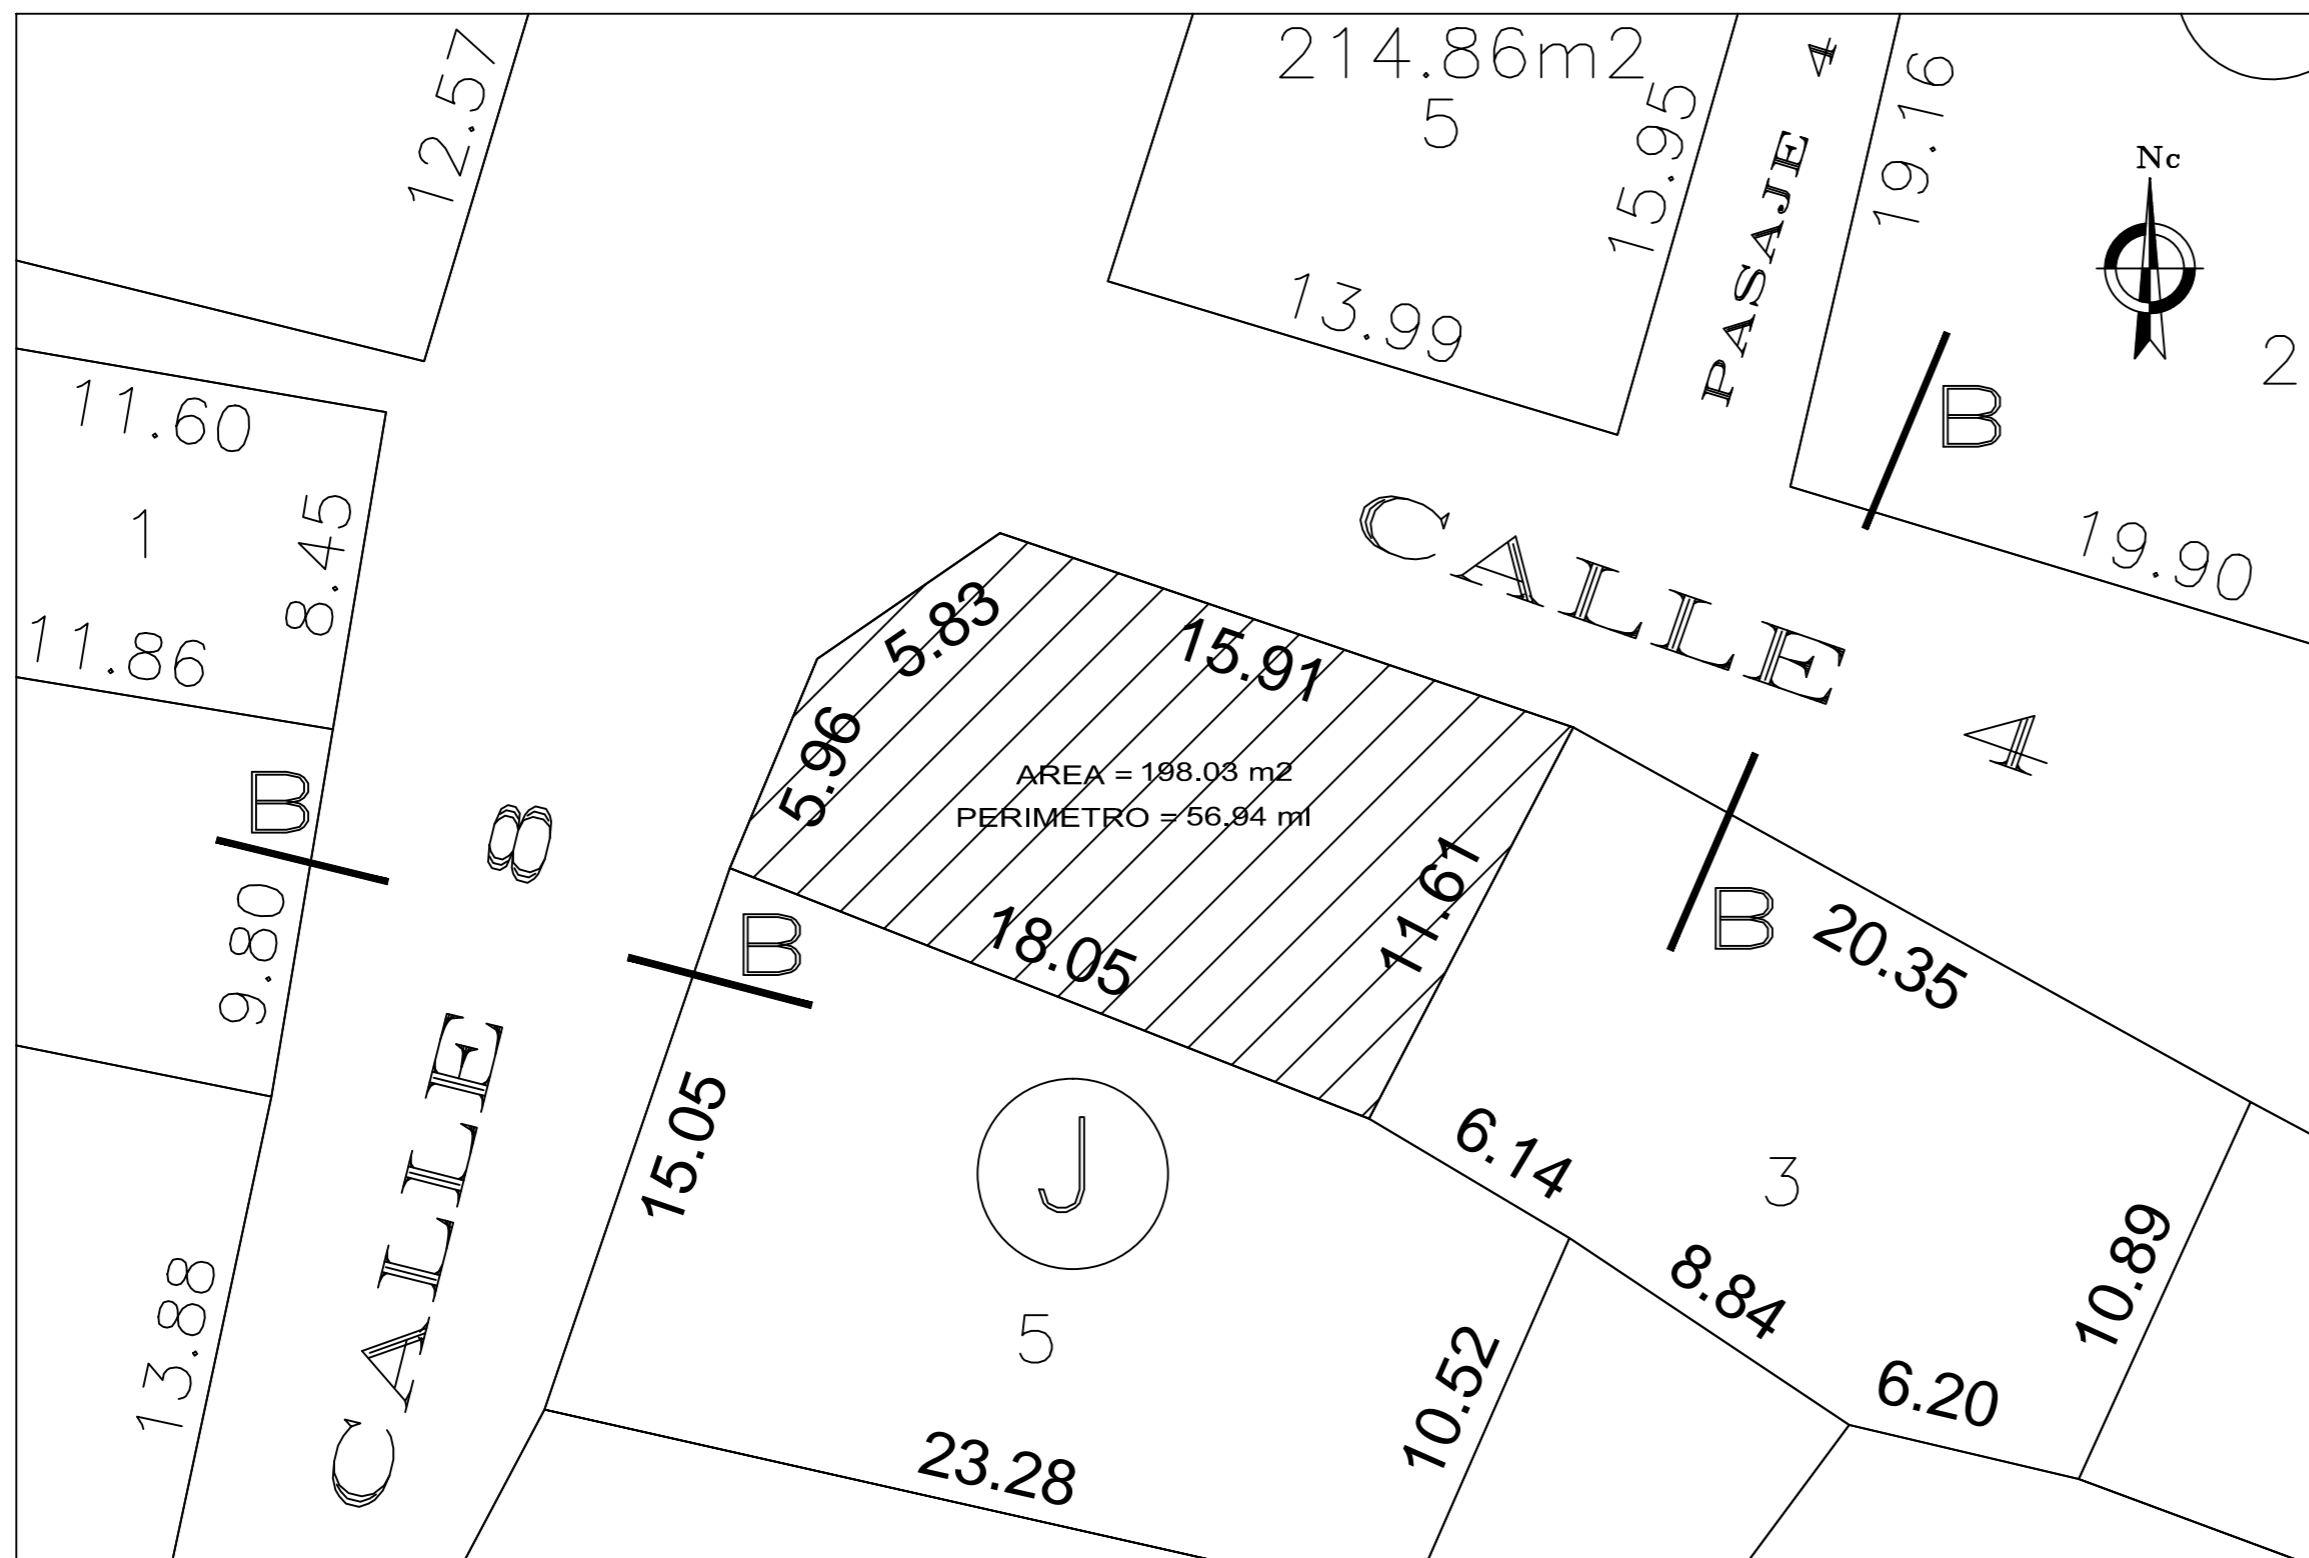 12.57
214.86m2
5
15.95
PASAJE 4
19.16
Nc
2
13.99
B
19.90
11.60
1
8.45
11.86
CALLE 4
5.83
15.91
5.96
AREA = 198.03 m2
PERIMETRO = 56.94 ml
18.05
11.61
B
B
B
20.35
9.80
CALLE 8
15.05
J
6.14
3
8.84
6.20
10.89
13.88
5
10.52
23.28